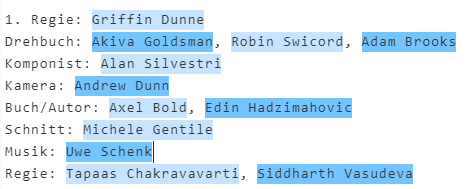 1. Regie: Griffin Dunne
Drehbuch: Akiva Goldsman, Robin Swicord, Adam Brooks
Komponist: Alan Silvestri
Kamera: Andrew Dunn
Buch/Autor: Axel Bold, Edin Hadzimahovic
Schnitt: Michele Gentile
Musik: Uwe Schenk
Regie: Tapaas Chakravavarti, Siddharth Vasudeva